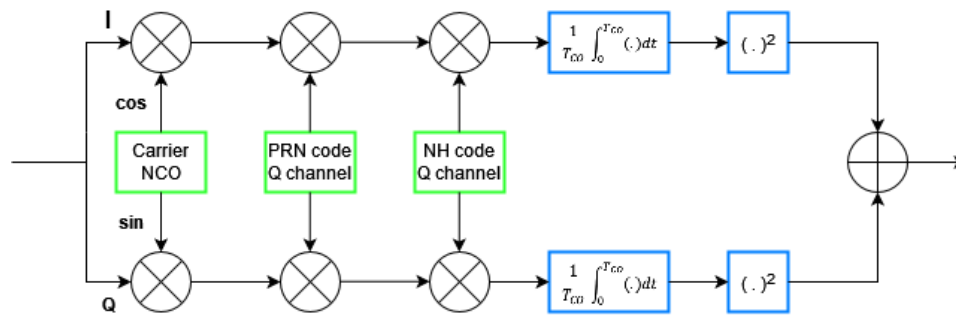 I
cos
Carrier
NCO
sin
Q
PRN code
Q channel
NH code
Q channel
1/T_CO ∫_0^{T_CO} (.)dt
( . )²
1/T_CO ∫_0^{T_CO} (.)dt
( . )²